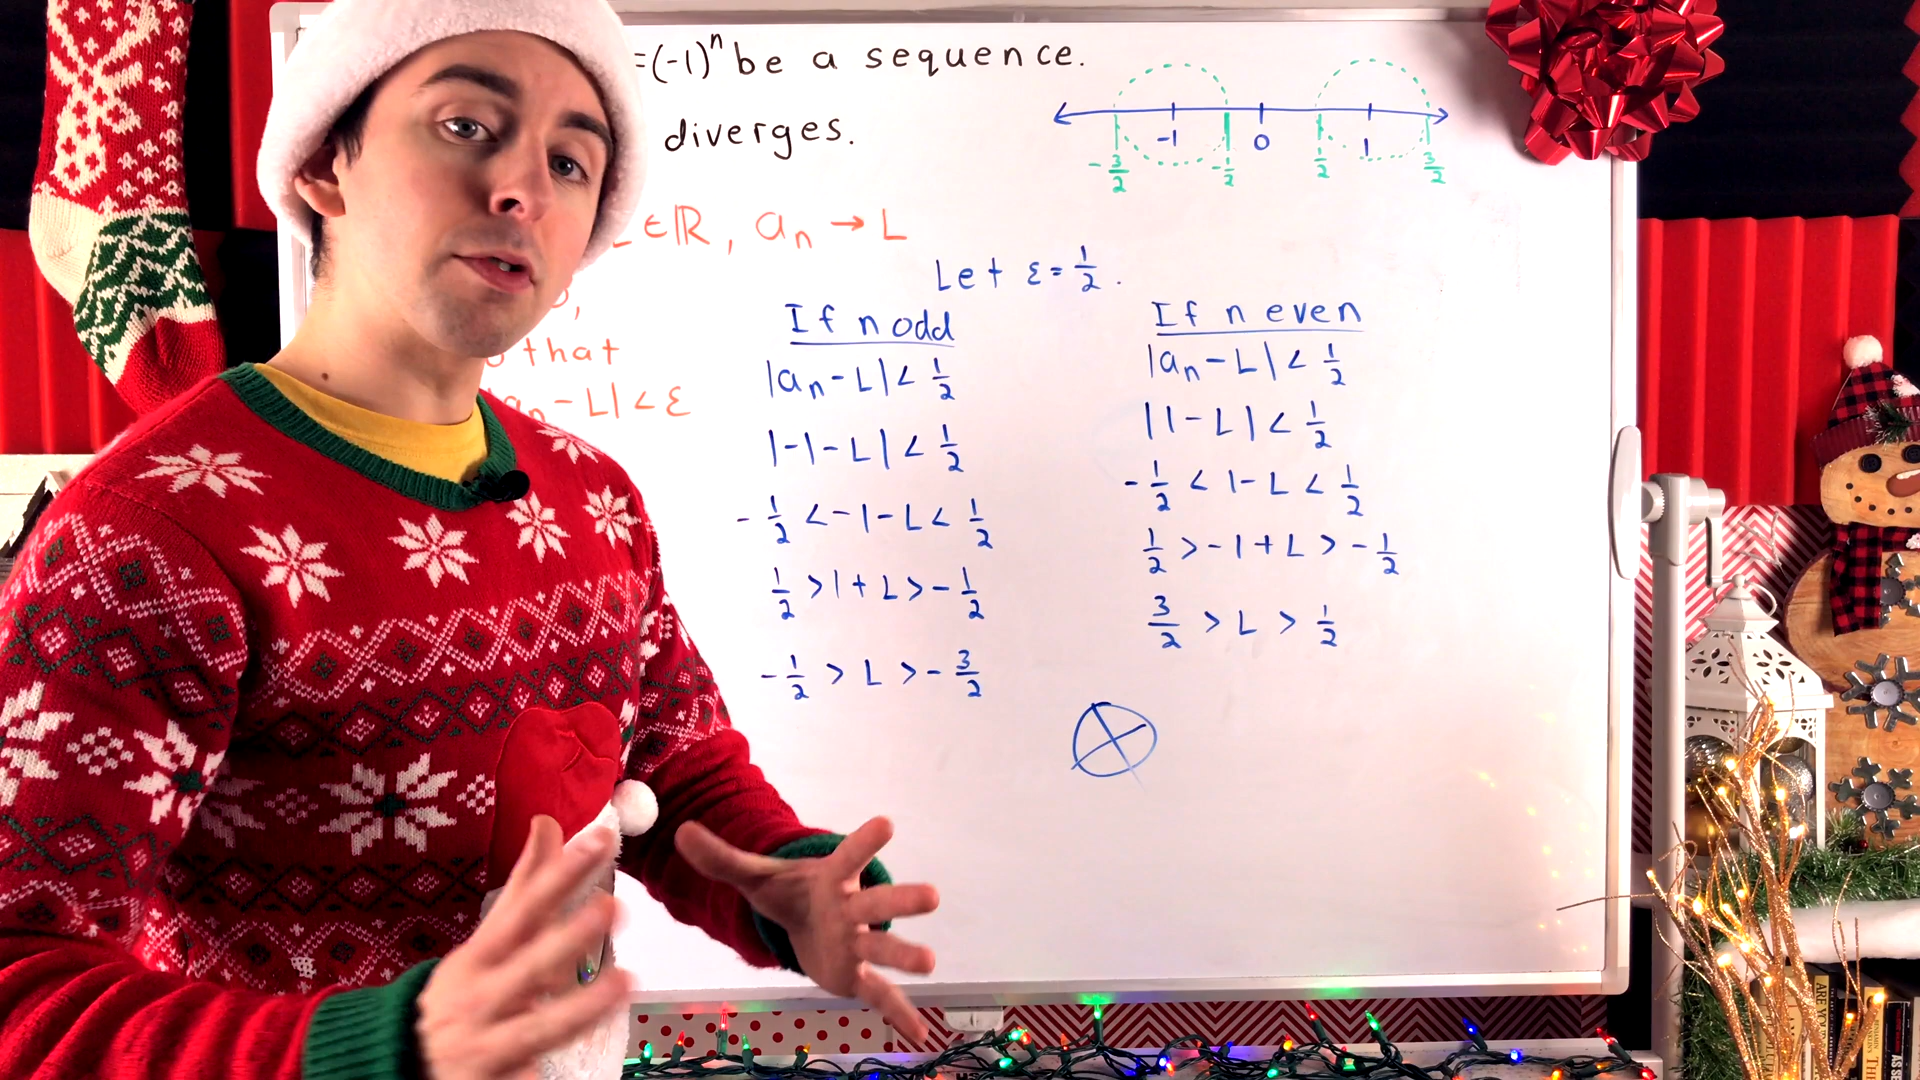 =(-1)ⁿ be a sequence.
diverges.
-1 0 1
-3/2 -1/2 1/2 3/2
L∈ℝ, aₙ → L
that
aₙ - L| < ε
Let ε = 1/2.
If n odd
|aₙ - L| < 1/2
|-1 - L| < 1/2
-1/2 < -1 - L < 1/2
1/2 > 1 + L > -1/2
-1/2 > L > -3/2
If n even
|aₙ - L| < 1/2
|1 - L| < 1/2
-1/2 < 1 - L < 1/2
1/2 > -1 + L > -1/2
3/2 > L > 1/2